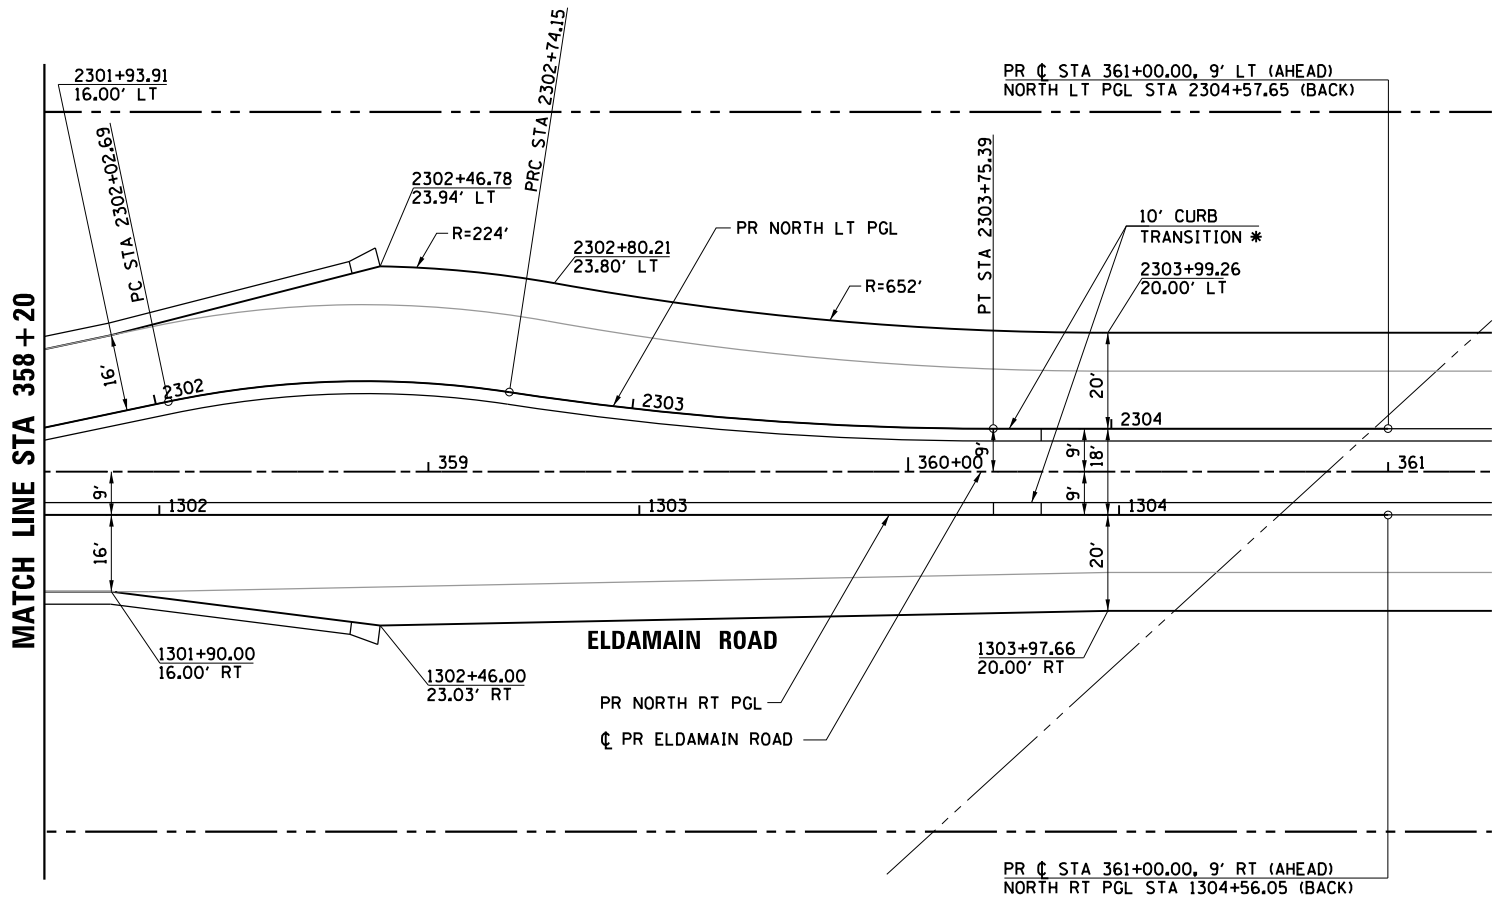 2301+93.91
16.00' LT
PC STA 2302+02.69
2302+46.78
23.94' LT
R=224'
PRC STA 2302+74.15
2302+80.21
23.80' LT
PR NORTH LT PGL
R=652'
PT STA 2303+75.39
PR ℄ STA 361+00.00, 9' LT (AHEAD)
NORTH LT PGL STA 2304+57.65 (BACK)
10' CURB
TRANSITION *
2303+99.26
20.00' LT
MATCH LINE STA 358+20
16'
2302
2303
20'
2304
9'
9'
18'
359
360+00
361
9'
9'
1302
1303
1304
16'
20'
ELDAMAIN ROAD
1301+90.00
16.00' RT
1302+46.00
23.03' RT
PR NORTH RT PGL
℄ PR ELDAMAIN ROAD
1303+97.66
20.00' RT
PR ℄ STA 361+00.00, 9' RT (AHEAD)
NORTH RT PGL STA 1304+56.05 (BACK)